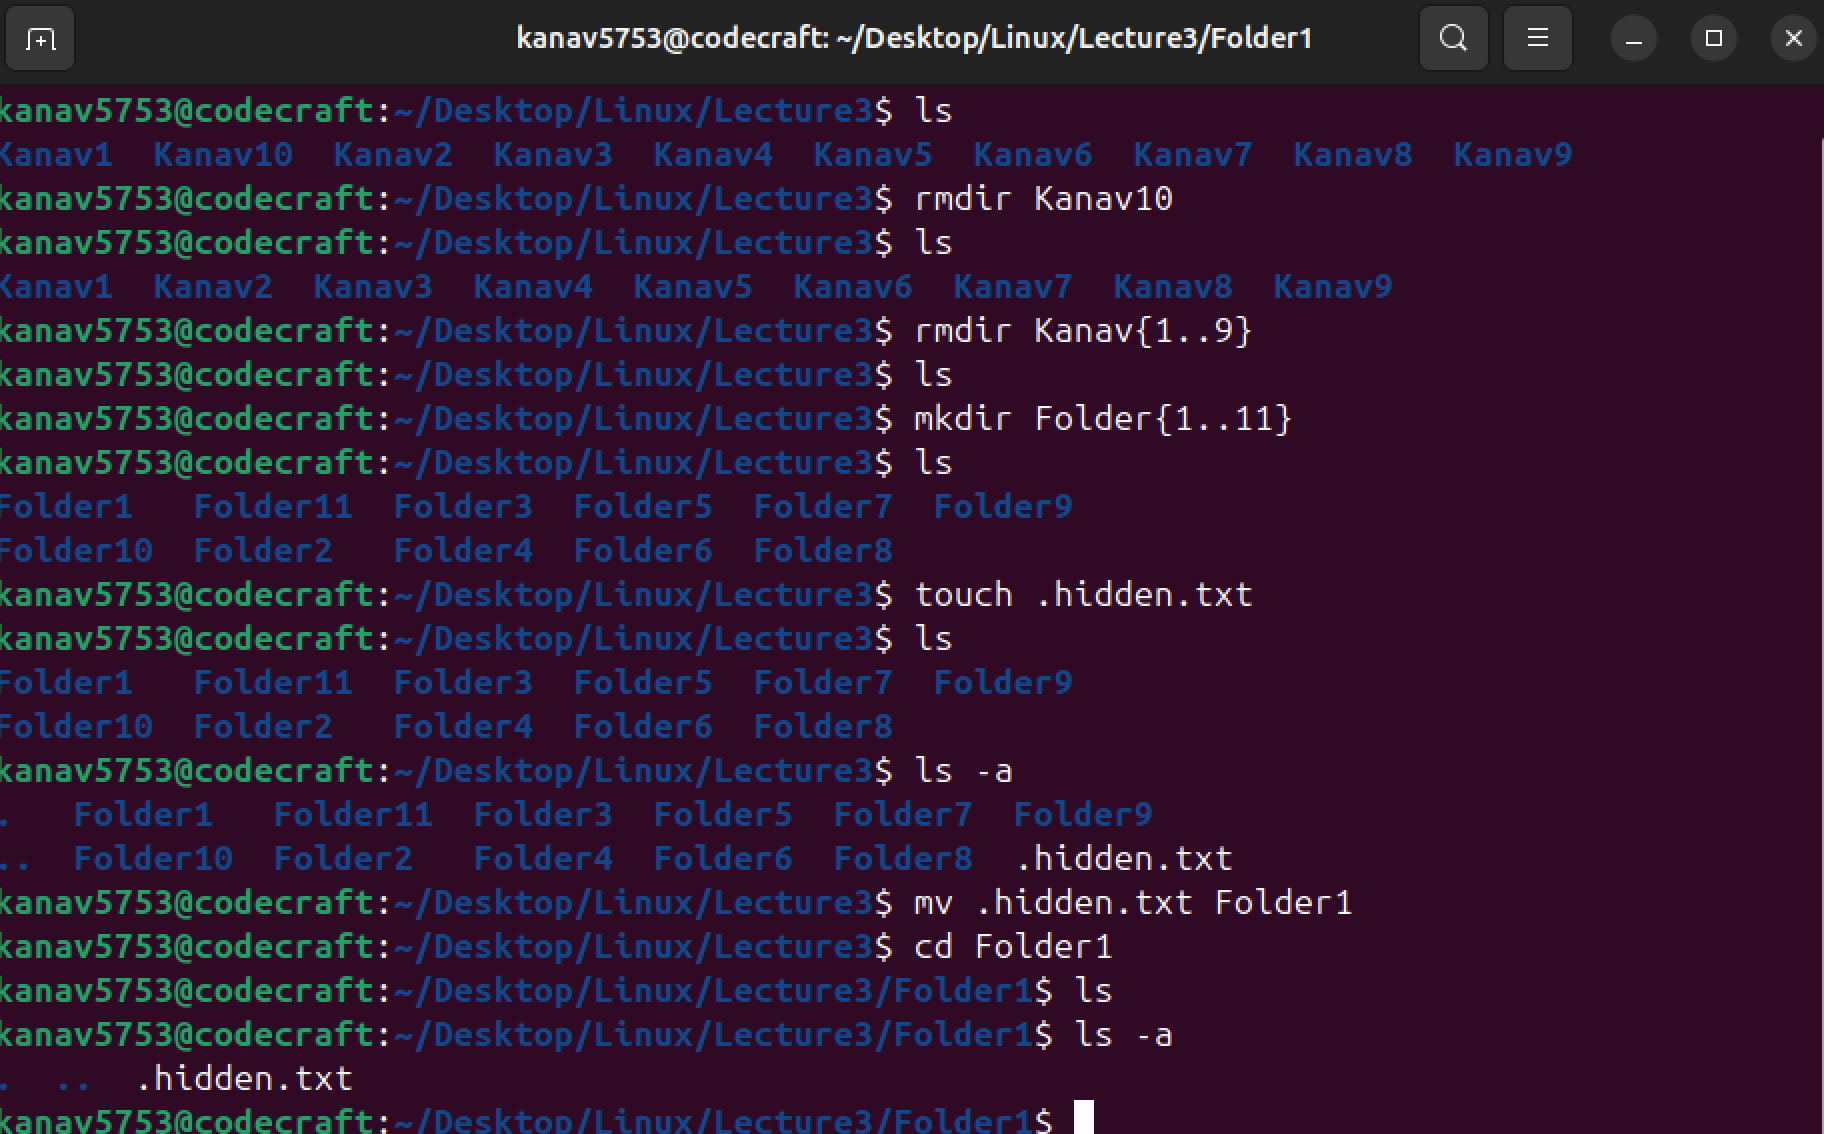 kanav5753@codecraft: ~/Desktop/Linux/Lecture3/Folder1
kanav5753@codecraft:~/Desktop/Linux/Lecture3$ ls
Kanav1  Kanav10  Kanav2  Kanav3  Kanav4  Kanav5  Kanav6  Kanav7  Kanav8  Kanav9
kanav5753@codecraft:~/Desktop/Linux/Lecture3$ rmdir Kanav10
kanav5753@codecraft:~/Desktop/Linux/Lecture3$ ls
Kanav1  Kanav2  Kanav3  Kanav4  Kanav5  Kanav6  Kanav7  Kanav8  Kanav9
kanav5753@codecraft:~/Desktop/Linux/Lecture3$ rmdir Kanav{1..9}
kanav5753@codecraft:~/Desktop/Linux/Lecture3$ ls
kanav5753@codecraft:~/Desktop/Linux/Lecture3$ mkdir Folder{1..11}
kanav5753@codecraft:~/Desktop/Linux/Lecture3$ ls
Folder1   Folder11  Folder3  Folder5  Folder7  Folder9
Folder10  Folder2   Folder4  Folder6  Folder8
kanav5753@codecraft:~/Desktop/Linux/Lecture3$ touch .hidden.txt
kanav5753@codecraft:~/Desktop/Linux/Lecture3$ ls
Folder1   Folder11  Folder3  Folder5  Folder7  Folder9
Folder10  Folder2   Folder4  Folder6  Folder8
kanav5753@codecraft:~/Desktop/Linux/Lecture3$ ls -a
.   Folder1   Folder11  Folder3  Folder5  Folder7  Folder9
..  Folder10  Folder2   Folder4  Folder6  Folder8  .hidden.txt
kanav5753@codecraft:~/Desktop/Linux/Lecture3$ mv .hidden.txt Folder1
kanav5753@codecraft:~/Desktop/Linux/Lecture3$ cd Folder1
kanav5753@codecraft:~/Desktop/Linux/Lecture3/Folder1$ ls
kanav5753@codecraft:~/Desktop/Linux/Lecture3/Folder1$ ls -a
.  ..  .hidden.txt
kanav5753@codecraft:~/Desktop/Linux/Lecture3/Folder1$